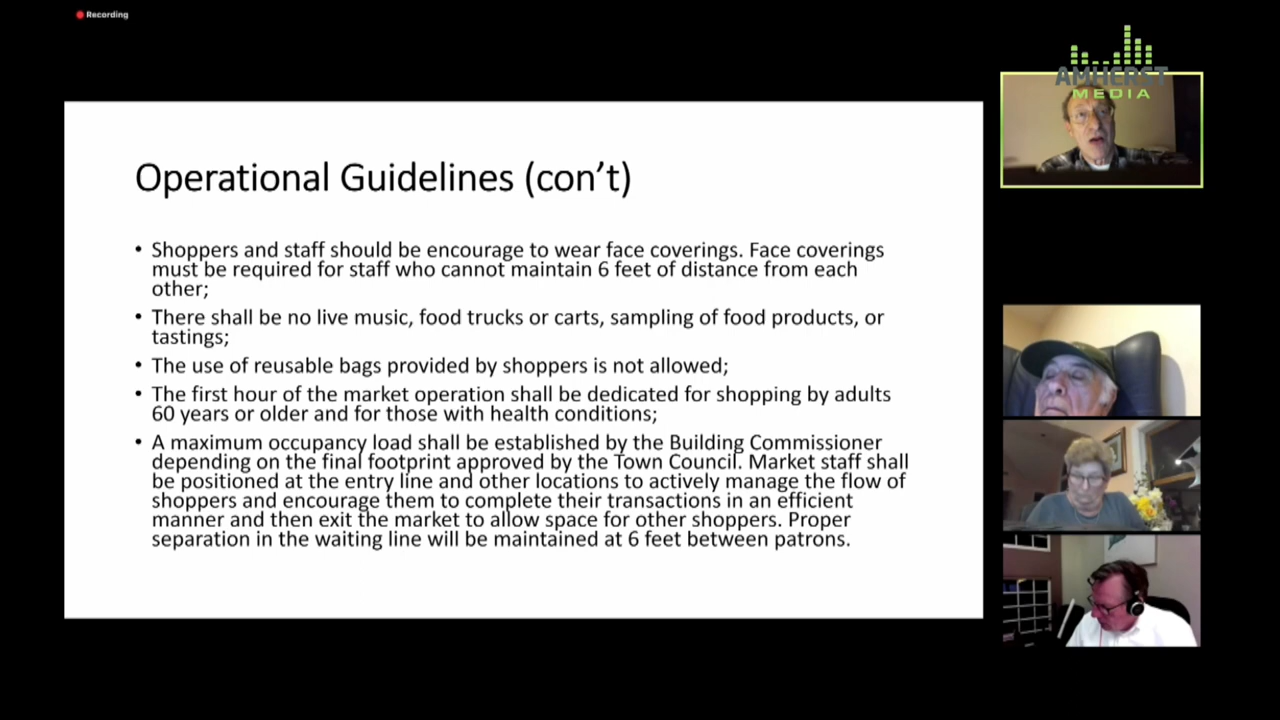 Recording
AMHERST
MEDIA
Operational Guidelines (con’t)
• Shoppers and staff should be encourage to wear face coverings. Face coverings
must be required for staff who cannot maintain 6 feet of distance from each
other;
• There shall be no live music, food trucks or carts, sampling of food products, or
tastings;
• The use of reusable bags provided by shoppers is not allowed;
• The first hour of the market operation shall be dedicated for shopping by adults
60 years or older and for those with health conditions;
• A maximum occupancy load shall be established by the Building Commissioner
depending on the final footprint approved by the Town Council. Market staff shall
be positioned at the entry line and other locations to actively manage the flow of
shoppers and encourage them to complete their transactions in an efficient
manner and then exit the market to allow space for other shoppers. Proper
separation in the waiting line will be maintained at 6 feet between patrons.